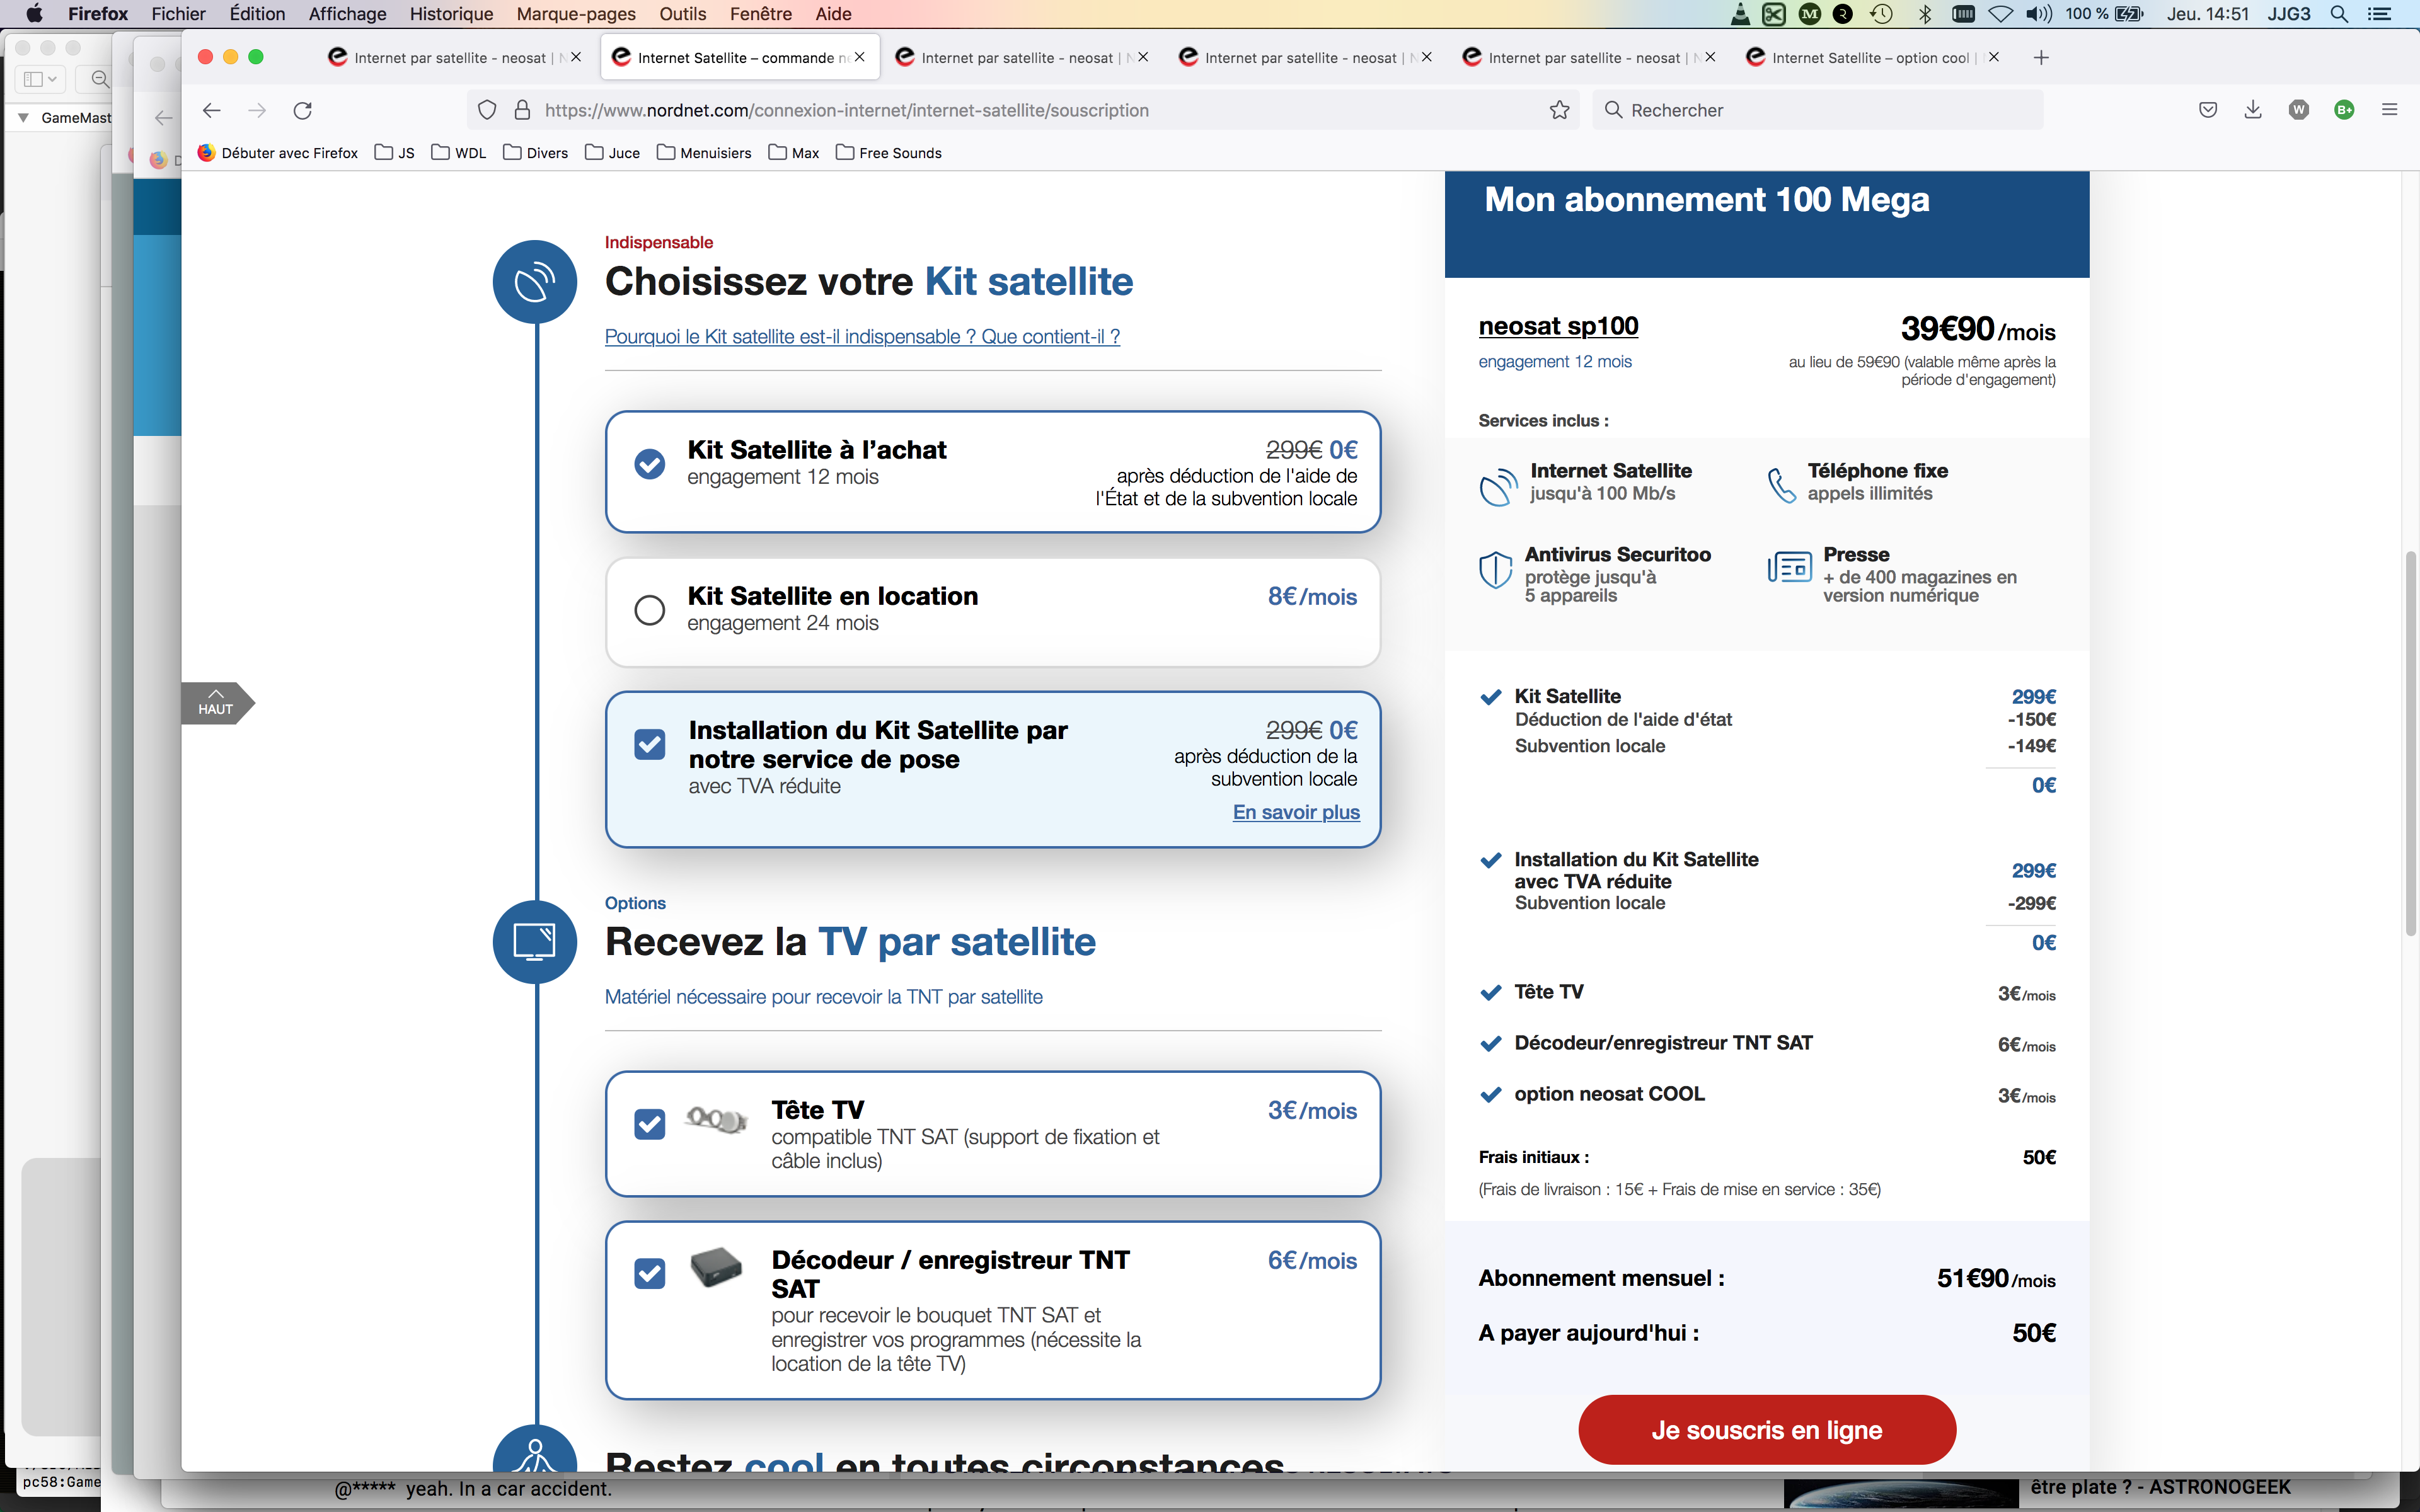 Firefox Fichier Édition Affichage Historique Marque-pages Outils Fenêtre Aide
100 % Jeu. 14:51 JJG3
Internet par satellite - neosat | N
Internet Satellite – commande ne
Internet par satellite - neosat | N
Internet par satellite - neosat | N
Internet par satellite - neosat | N
Internet Satellite – option cool |
https://www.nordnet.com/connexion-internet/internet-satellite/souscription
Rechercher
GameMast
Débuter avec Firefox JS WDL Divers Juce Menuisiers Max Free Sounds
Indispensable
Choisissez votre Kit satellite
Pourquoi le Kit satellite est-il indispensable ? Que contient-il ?
Kit Satellite à l’achat
engagement 12 mois
299€ 0€
après déduction de l'aide de
l'État et de la subvention locale
Kit Satellite en location
engagement 24 mois
8€/mois
HAUT
Installation du Kit Satellite par
notre service de pose
avec TVA réduite
299€ 0€
après déduction de la
subvention locale
En savoir plus
Options
Recevez la TV par satellite
Matériel nécessaire pour recevoir la TNT par satellite
Tête TV
compatible TNT SAT (support de fixation et
câble inclus)
3€/mois
Décodeur / enregistreur TNT
SAT
pour recevoir le bouquet TNT SAT et
enregistrer vos programmes (nécessite la
location de la tête TV)
6€/mois
Restez cool en toutes circonstances
Mon abonnement 100 Mega
neosat sp100
engagement 12 mois
39€90/mois
au lieu de 59€90 (valable même après la
période d'engagement)
Services inclus :
Internet Satellite
jusqu'à 100 Mb/s
Téléphone fixe
appels illimités
Antivirus Securitoo
protège jusqu'à
5 appareils
Presse
+ de 400 magazines en
version numérique
Kit Satellite 299€
Déduction de l'aide d'état -150€
Subvention locale -149€
0€
Installation du Kit Satellite
avec TVA réduite 299€
Subvention locale -299€
0€
Tête TV 3€/mois
Décodeur/enregistreur TNT SAT 6€/mois
option neosat COOL 3€/mois
Frais initiaux : 50€
(Frais de livraison : 15€ + Frais de mise en service : 35€)
Abonnement mensuel : 51€90/mois
A payer aujourd'hui : 50€
Je souscris en ligne
pc58:Game
@***** yeah. In a car accident.
être plate ? - ASTRONOGEEK